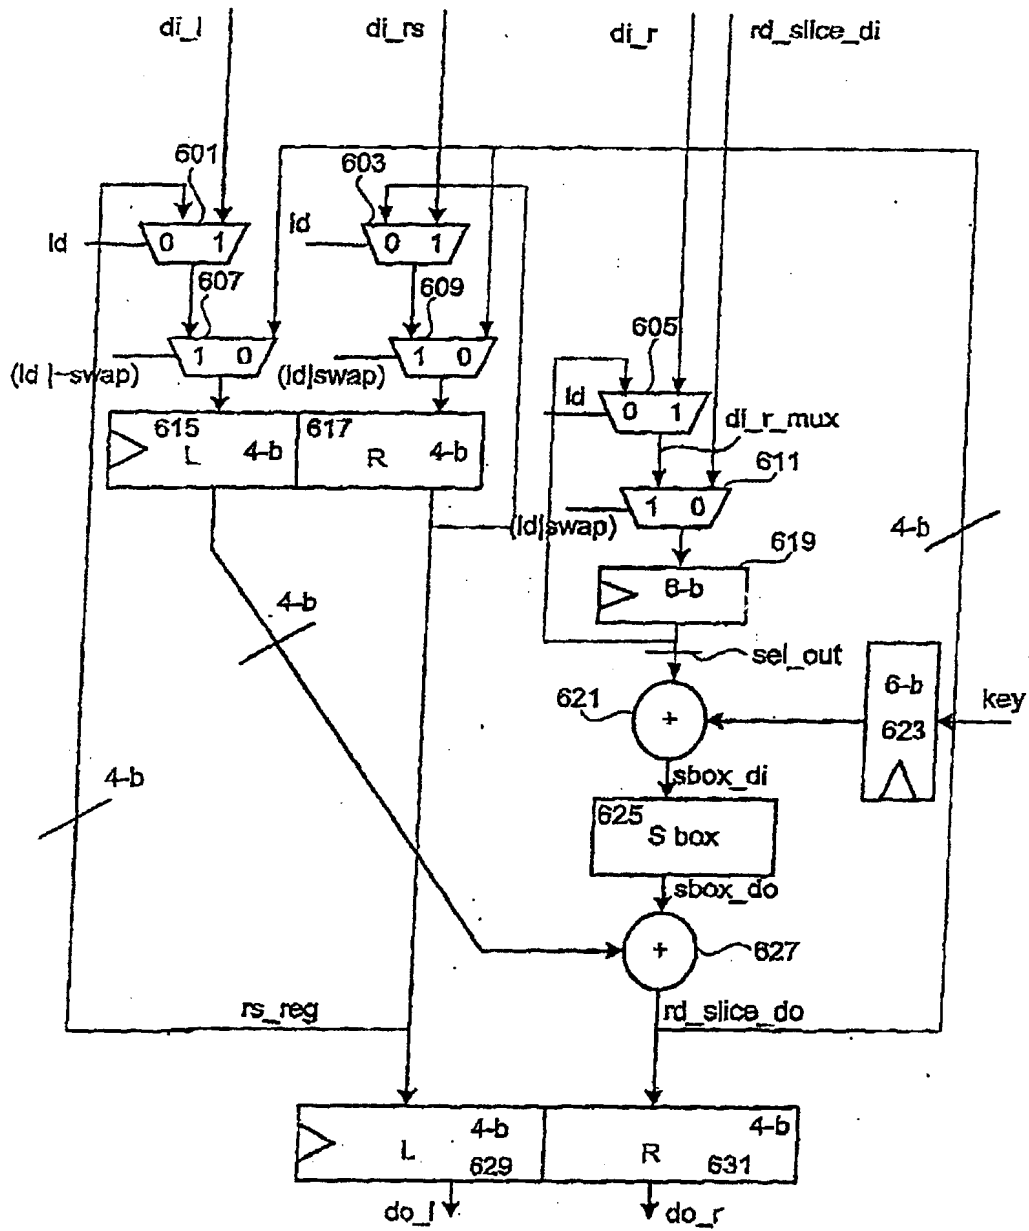 di_l
di_rs
di_r
rd_slice_di
601
603
ld
0 1
ld
0 1
607
609
605
(ld |~swap)
1 0
(ld|swap)
1 0
ld
0 1
di_r_mux
611
615
L
4-b
617
R
4-b
(ld|swap)
1 0
4-b
619
6-b
4-b
sel_out
621
+
6-b
623
key
4-b
sbox_di
625
S box
sbox_do
+
627
rs_reg
rd_slice_do
4-b
L
629
4-b
R
631
do_l
do_r